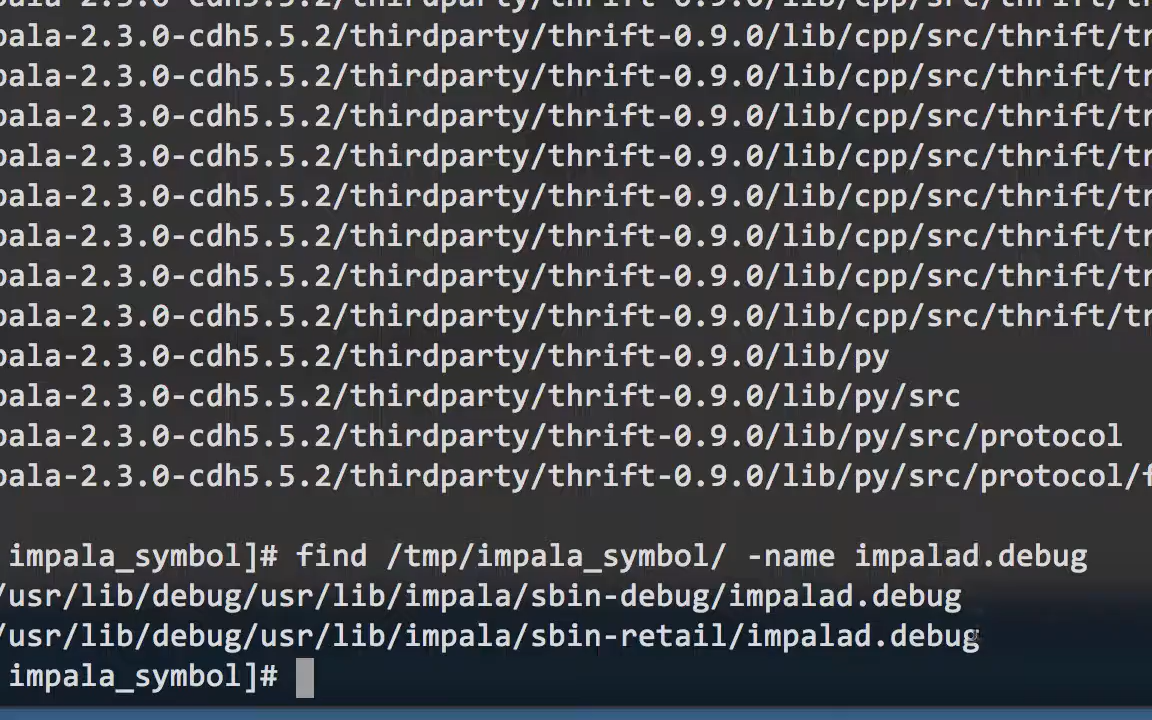 pala-2.3.0-cdh5.5.2/thirdparty/thrift-0.9.0/lib/cpp/src/thrift/tr
pala-2.3.0-cdh5.5.2/thirdparty/thrift-0.9.0/lib/cpp/src/thrift/tr
pala-2.3.0-cdh5.5.2/thirdparty/thrift-0.9.0/lib/cpp/src/thrift/tr
pala-2.3.0-cdh5.5.2/thirdparty/thrift-0.9.0/lib/cpp/src/thrift/tr
pala-2.3.0-cdh5.5.2/thirdparty/thrift-0.9.0/lib/cpp/src/thrift/tr
pala-2.3.0-cdh5.5.2/thirdparty/thrift-0.9.0/lib/cpp/src/thrift/tr
pala-2.3.0-cdh5.5.2/thirdparty/thrift-0.9.0/lib/cpp/src/thrift/tr
pala-2.3.0-cdh5.5.2/thirdparty/thrift-0.9.0/lib/cpp/src/thrift/tr
pala-2.3.0-cdh5.5.2/thirdparty/thrift-0.9.0/lib/py
pala-2.3.0-cdh5.5.2/thirdparty/thrift-0.9.0/lib/py/src
pala-2.3.0-cdh5.5.2/thirdparty/thrift-0.9.0/lib/py/src/protocol
pala-2.3.0-cdh5.5.2/thirdparty/thrift-0.9.0/lib/py/src/protocol/f
impala_symbol]# find /tmp/impala_symbol/ -name impalad.debug
/usr/lib/debug/usr/lib/impala/sbin-debug/impalad.debug
/usr/lib/debug/usr/lib/impala/sbin-retail/impalad.debug
impala_symbol]#